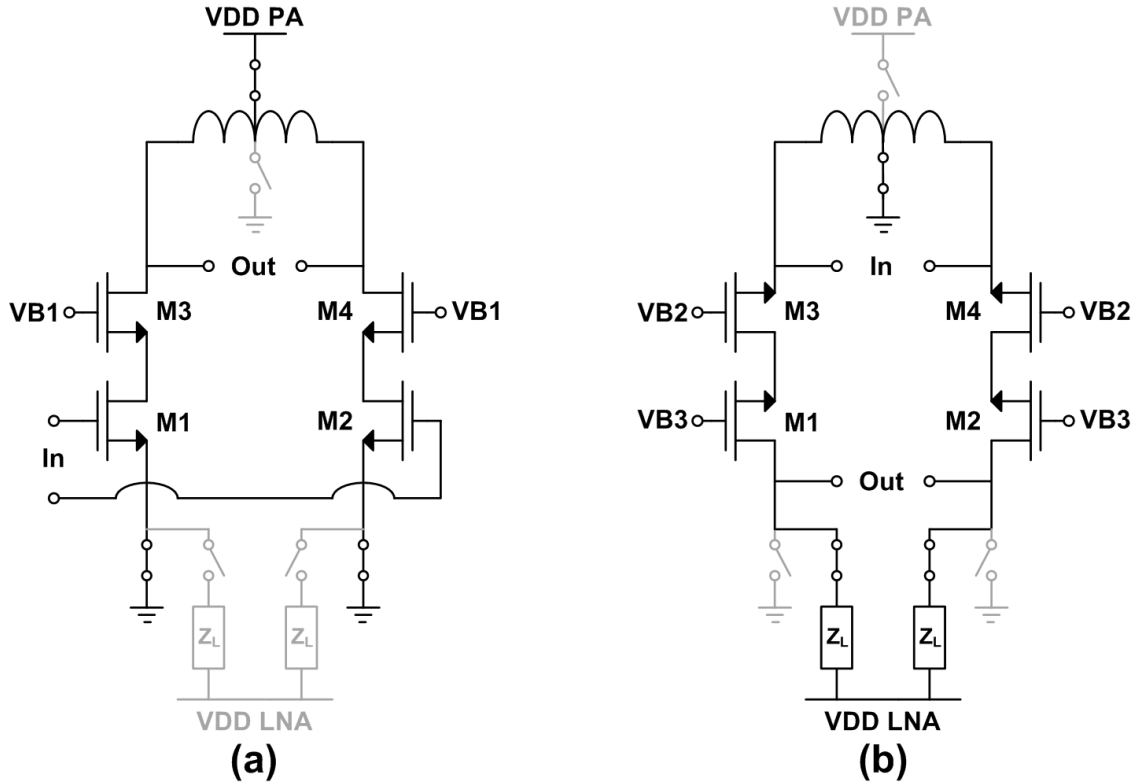 VDD PA
VDD PA
Out
In
VB1
M3
M4
VB1
VB2
M3
M4
VB2
M1
M2
VB3
M1
M2
VB3
In
Out
ZL
ZL
ZL
ZL
VDD LNA
VDD LNA
(a)
(b)